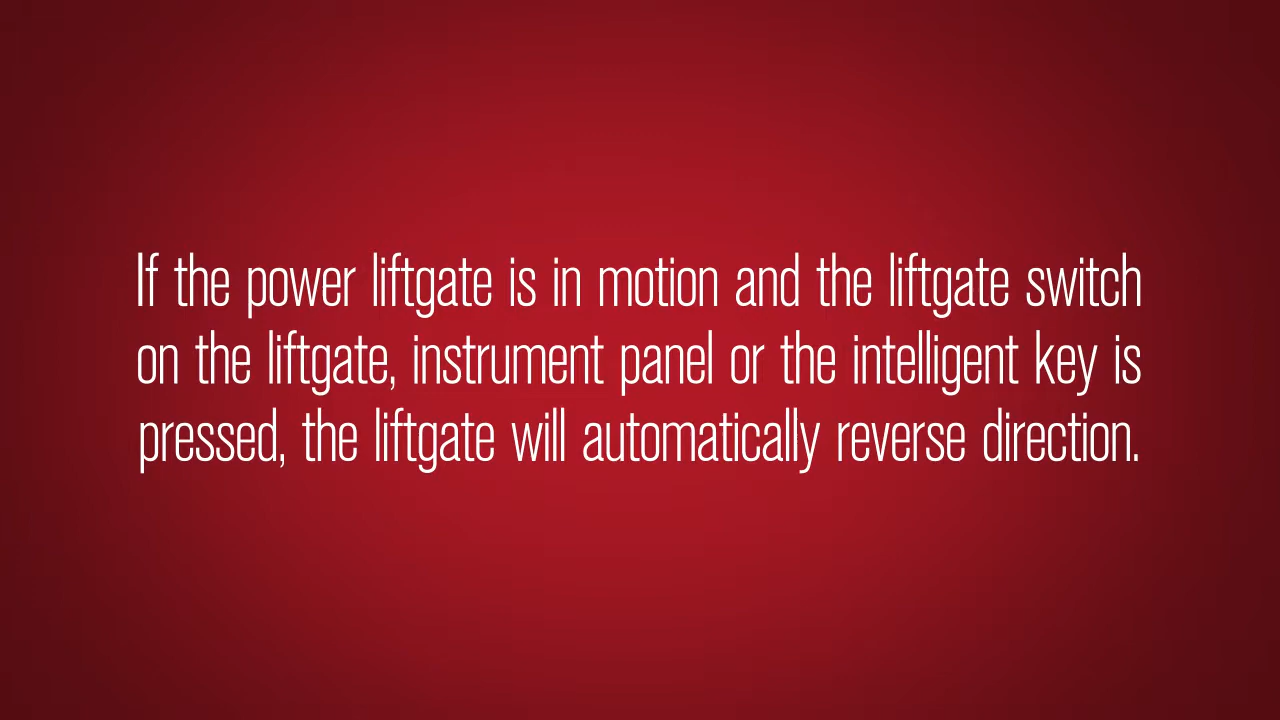 If the power liftgate is in motion and the liftgate switch
on the liftgate, instrument panel or the intelligent key is
pressed, the liftgate will automatically reverse direction.